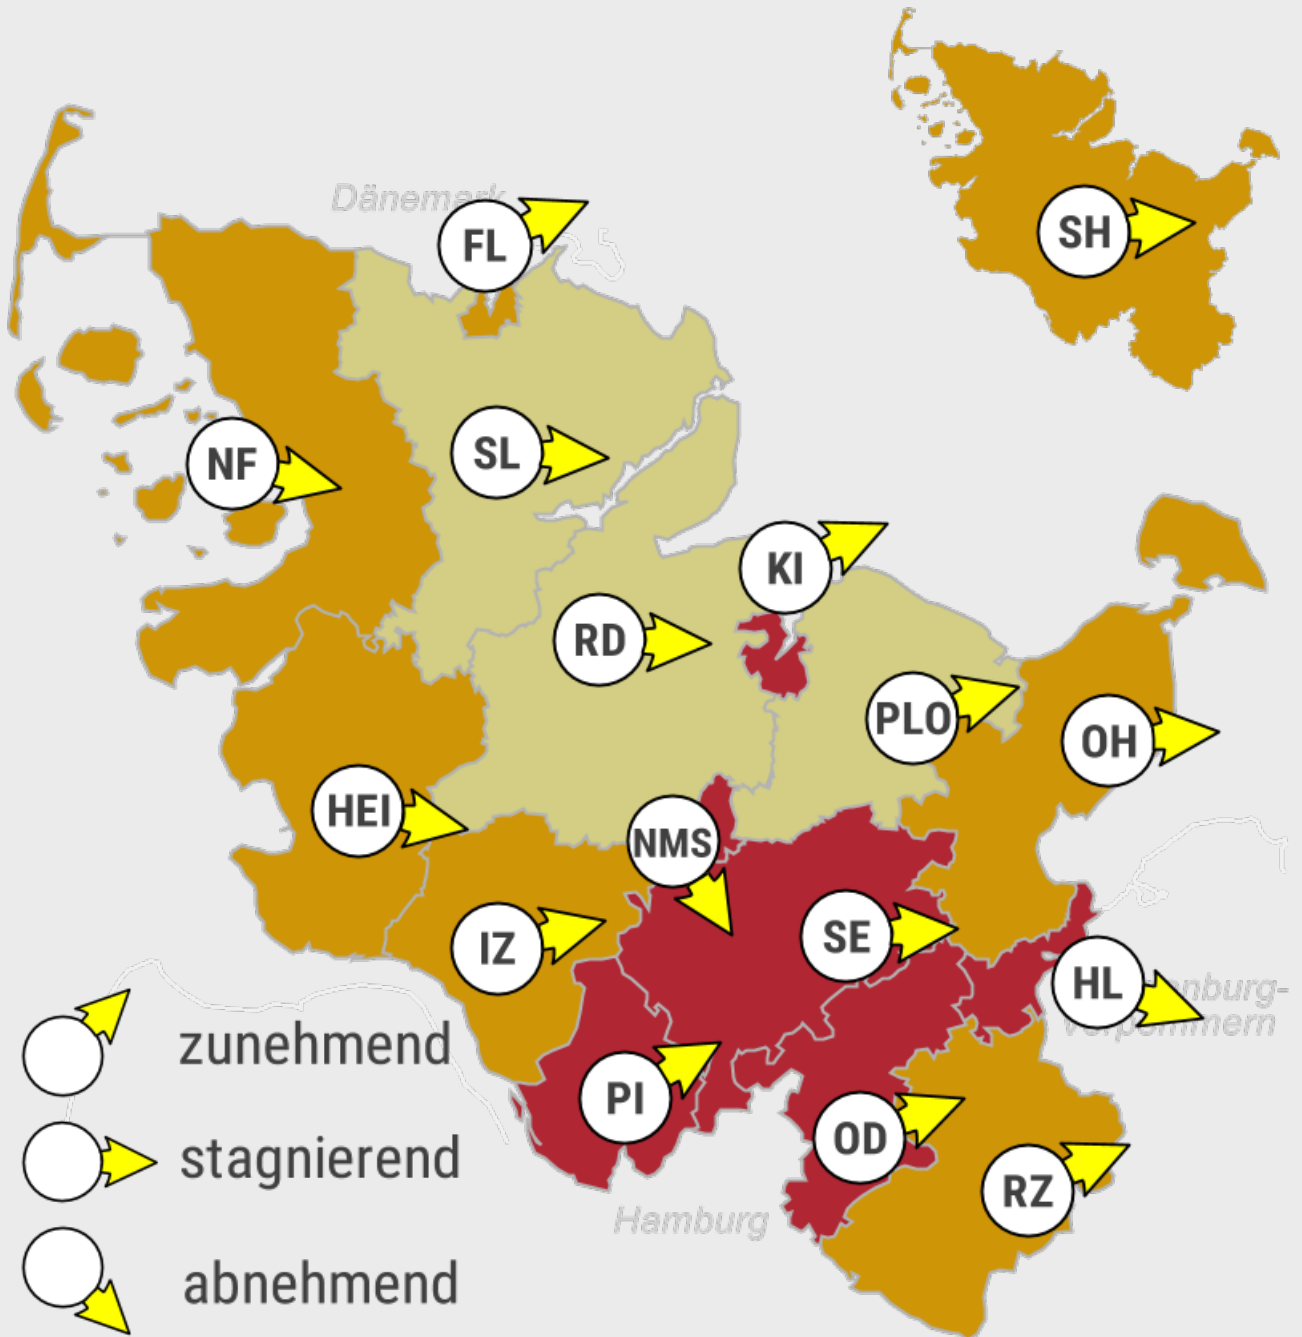 Dänemark
FL
SH
NF
SL
KI
RD
PLO
OH
HEI
NMS
IZ
SE
HL
zunehmend
PI
OD
stagnierend
RZ
Hamburg
abnehmend